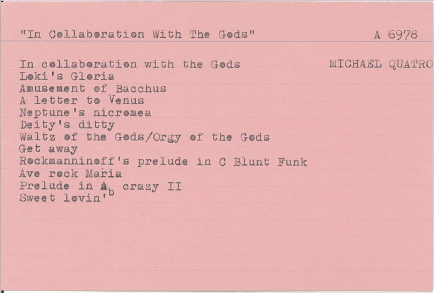 "In Collaboration With The Gods" A 6978
In collaboration with the Gods MICHAEL QUATRO
Loki's Gloria
Amusement of Bacchus
A letter to Venus
Neptune's nicromea
Deity's ditty
Waltz of the Gods/Orgy of the Gods
Get away
Rockmanninoff's prelude in C Blunt Funk
Ave rock Maria
Prelude in Ab crazy II
Sweet lovin'